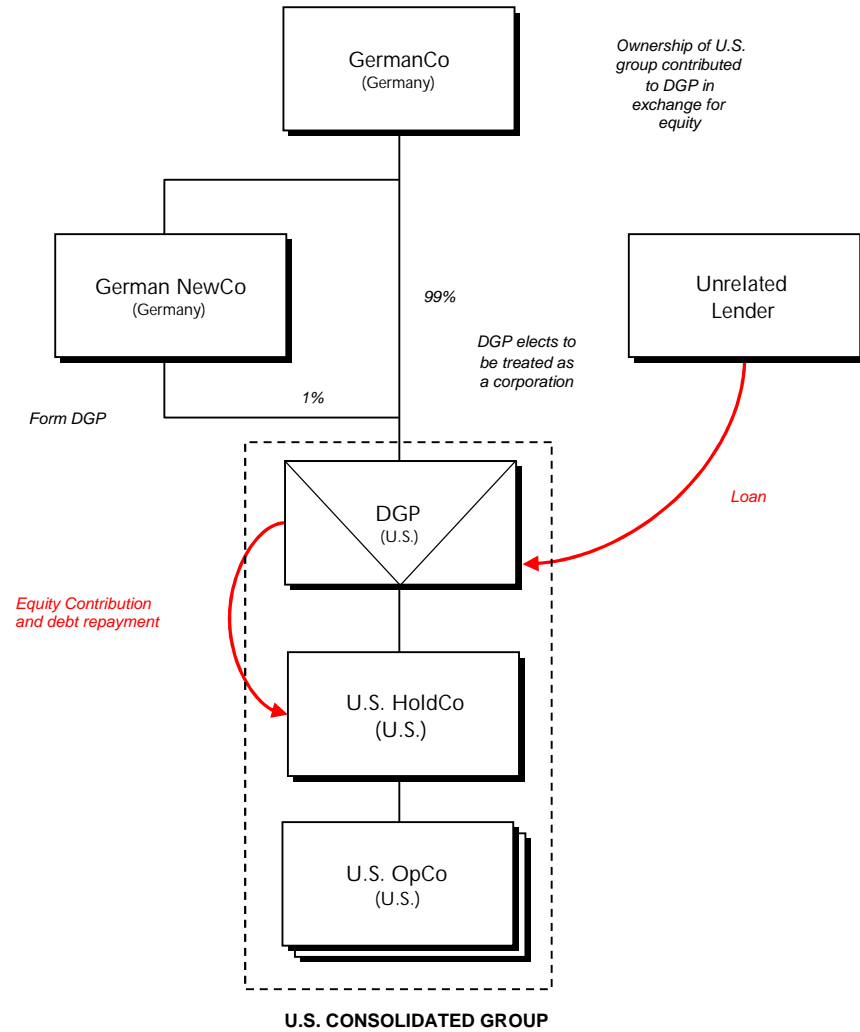 GermanCo
(Germany)
Ownership of U.S.
group contributed
to DGP in
exchange for
equity
German NewCo
(Germany)
99%
Unrelated
Lender
DGP elects to
be treated as
a corporation
1%
Form DGP
DGP
(U.S.)
Loan
Equity Contribution
and debt repayment
U.S. HoldCo
(U.S.)
U.S. OpCo
(U.S.)
U.S. CONSOLIDATED GROUP